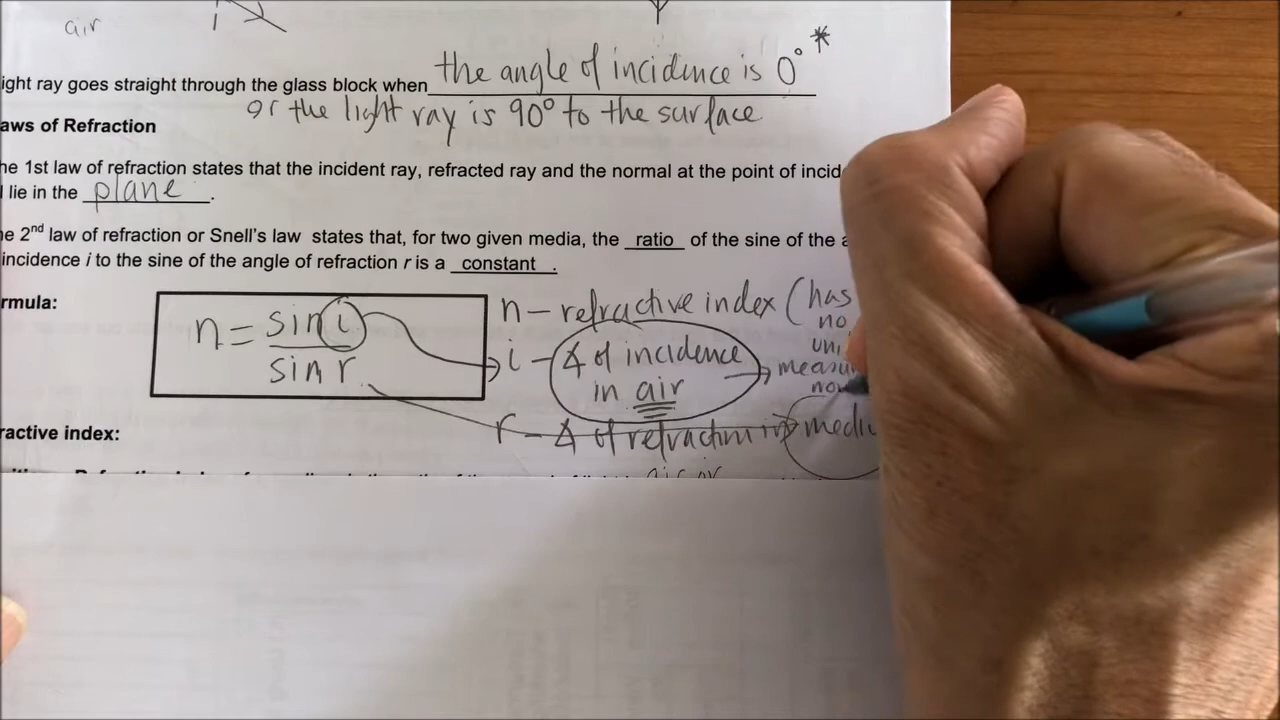 air
ight ray goes straight through the glass block when the angle of incidence is 0° *
or the light ray is 90° to the surface
aws of Refraction
he 1st law of refraction states that the incident ray, refracted ray and the normal at the point of incid
l lie in the plane.
he 2nd law of refraction or Snell's law states that, for two given media, the ratio of the sine of the a
incidence i to the sine of the angle of refraction r is a constant.
rmula:
n = sin i / sin r
n – refractive index (has
no
uni
i – ∡ of incidence
in air
measu
now
r – ∡ of refraction in medi
ractive index:
air or